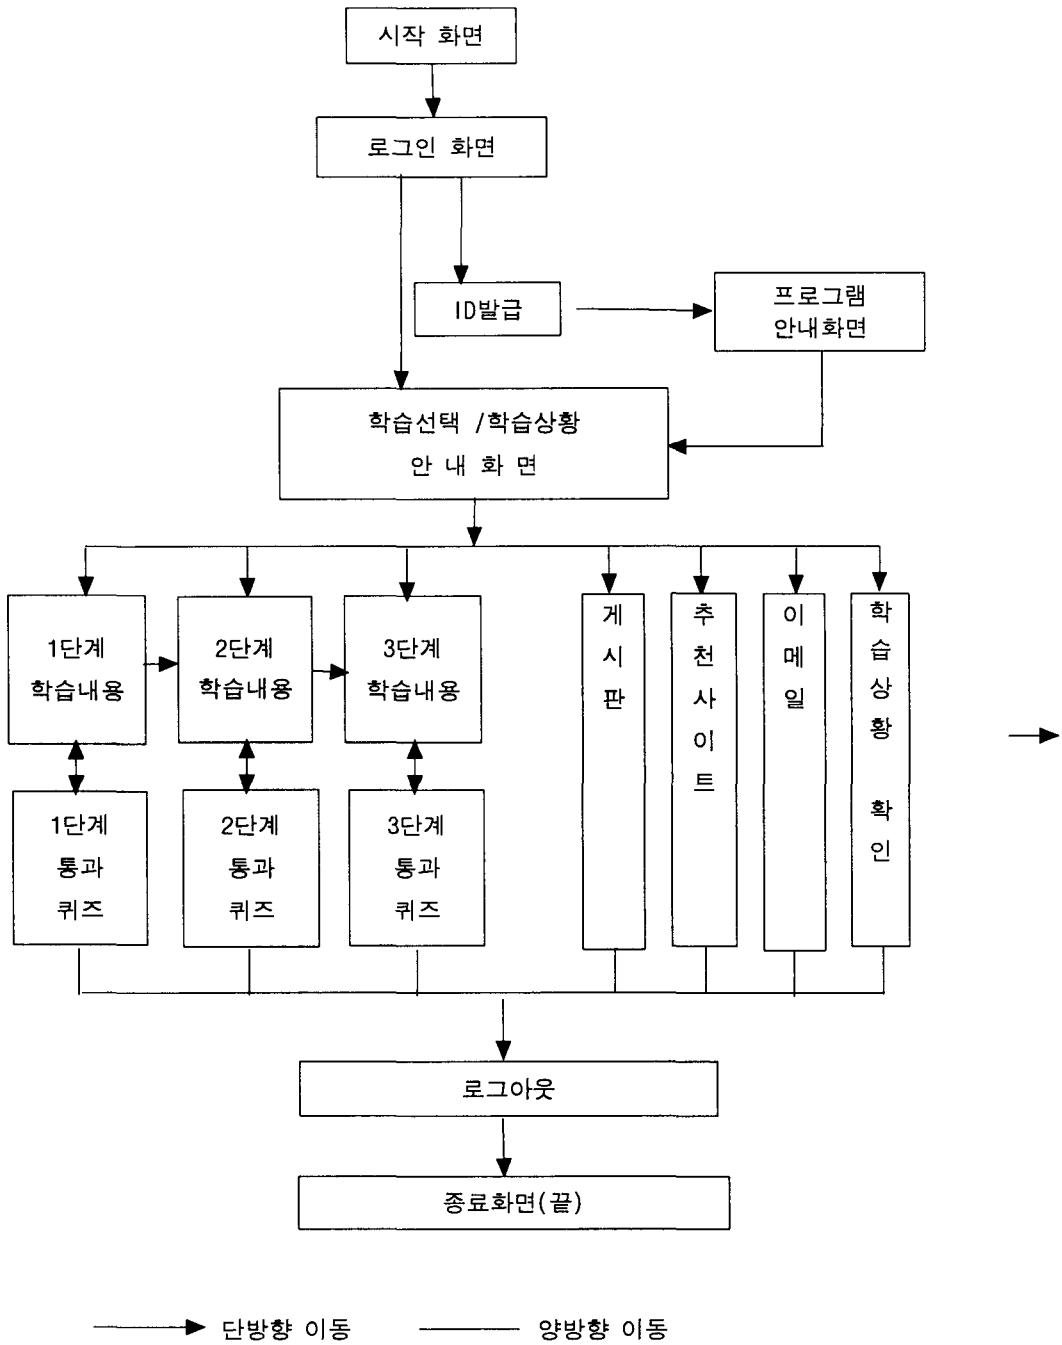 시작 화면
로그인 화면
ID발급
프로그램
안내화면
학습선택 /학습상황
안 내 화 면
1단계
학습내용
2단계
학습내용
3단계
학습내용
게시판
추천사이트
이메일
학습상황 확인
1단계
통과
퀴즈
2단계
통과
퀴즈
3단계
통과
퀴즈
로그아웃
종료화면(끝)
단방향 이동
양방향 이동